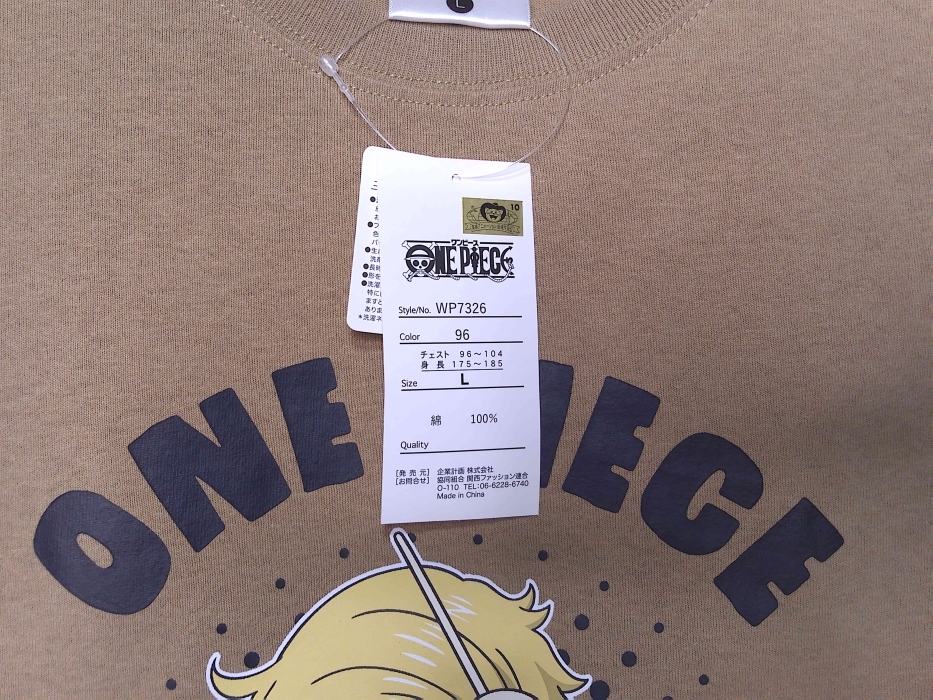 L
10
ワンピース
ONE PIECE
Style/No. WP7326
Color 96
チェスト 96～104
身長 175～185
Size L
綿 100%
Quality
[発売元] 企業計画 株式会社
[お問合せ] 協同組合 関西ファッション連合
O-110 TEL:06-6228-6740
Made in China
ONE PIECE